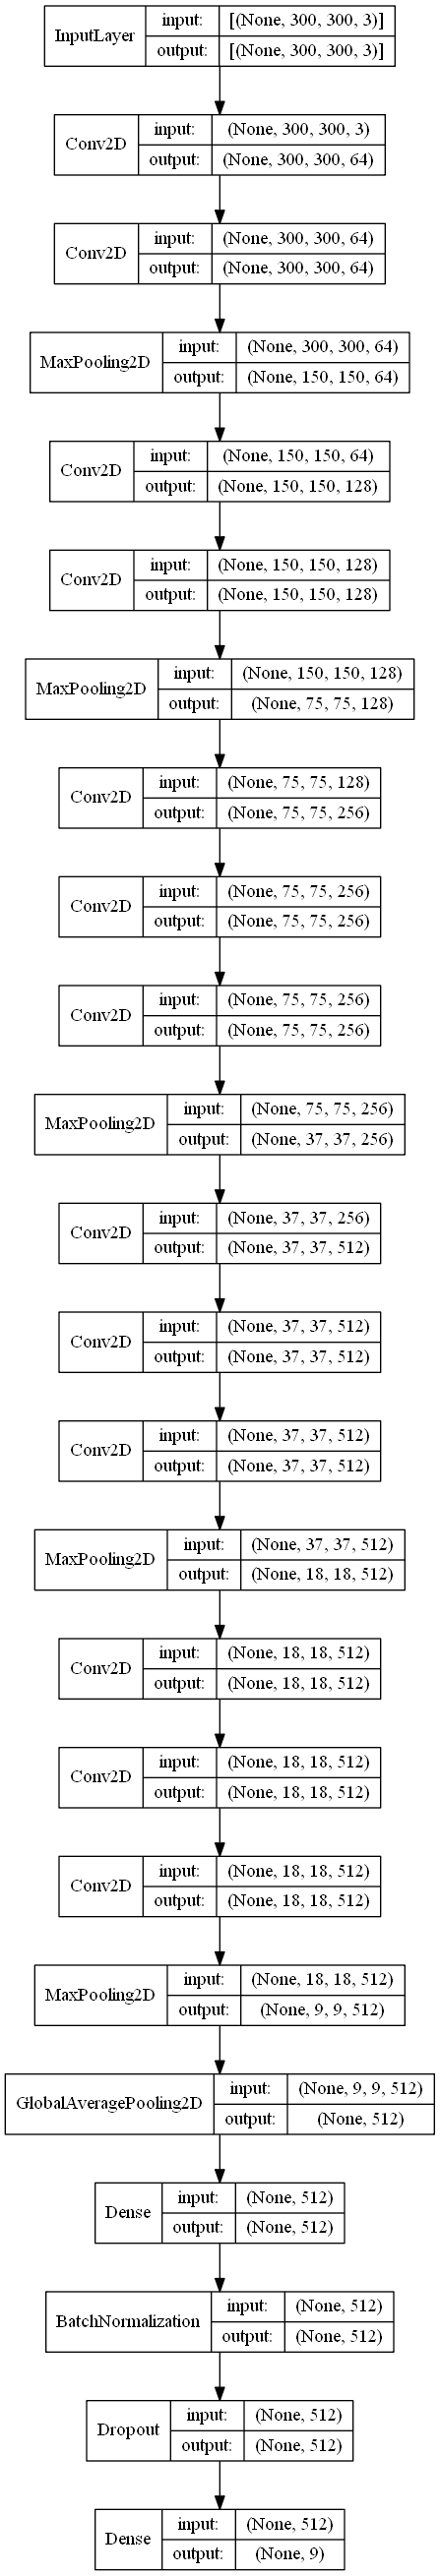 InputLayer input: [(None, 300, 300, 3)]
output: [(None, 300, 300, 3)]
Conv2D input: (None, 300, 300, 3)
output: (None, 300, 300, 64)
Conv2D input: (None, 300, 300, 64)
output: (None, 300, 300, 64)
MaxPooling2D input: (None, 300, 300, 64)
output: (None, 150, 150, 64)
Conv2D input: (None, 150, 150, 64)
output: (None, 150, 150, 128)
Conv2D input: (None, 150, 150, 128)
output: (None, 150, 150, 128)
MaxPooling2D input: (None, 150, 150, 128)
output: (None, 75, 75, 128)
Conv2D input: (None, 75, 75, 128)
output: (None, 75, 75, 256)
Conv2D input: (None, 75, 75, 256)
output: (None, 75, 75, 256)
Conv2D input: (None, 75, 75, 256)
output: (None, 75, 75, 256)
MaxPooling2D input: (None, 75, 75, 256)
output: (None, 37, 37, 256)
Conv2D input: (None, 37, 37, 256)
output: (None, 37, 37, 512)
Conv2D input: (None, 37, 37, 512)
output: (None, 37, 37, 512)
Conv2D input: (None, 37, 37, 512)
output: (None, 37, 37, 512)
MaxPooling2D input: (None, 37, 37, 512)
output: (None, 18, 18, 512)
Conv2D input: (None, 18, 18, 512)
output: (None, 18, 18, 512)
Conv2D input: (None, 18, 18, 512)
output: (None, 18, 18, 512)
Conv2D input: (None, 18, 18, 512)
output: (None, 18, 18, 512)
MaxPooling2D input: (None, 18, 18, 512)
output: (None, 9, 9, 512)
GlobalAveragePooling2D input: (None, 9, 9, 512)
output: (None, 512)
Dense input: (None, 512)
output: (None, 512)
BatchNormalization input: (None, 512)
output: (None, 512)
Dropout input: (None, 512)
output: (None, 512)
Dense input: (None, 512)
output: (None, 9)